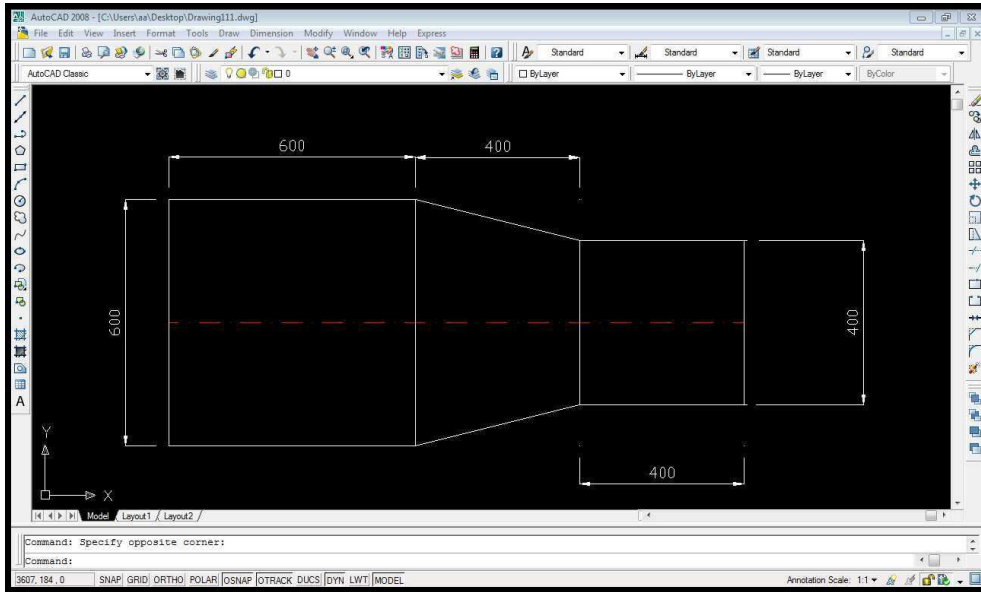 AutoCAD 2008 - [C:\Users\aa\Desktop\Drawing111.dwg]
File Edit View Insert Format Tools Draw Dimension Modify Window Help Express
Standard Standard Standard Standard
AutoCAD Classic 0 ByLayer ByLayer ByLayer ByColor
600 400
600
400
400
Y
X
A
Model Layout1 Layout2
Command: Specify opposite corner:
Command:
3607, 184 , 0 SNAP GRID ORTHO POLAR OSNAP OTRACK DUCS DYN LWT MODEL Annotation Scale: 1:1